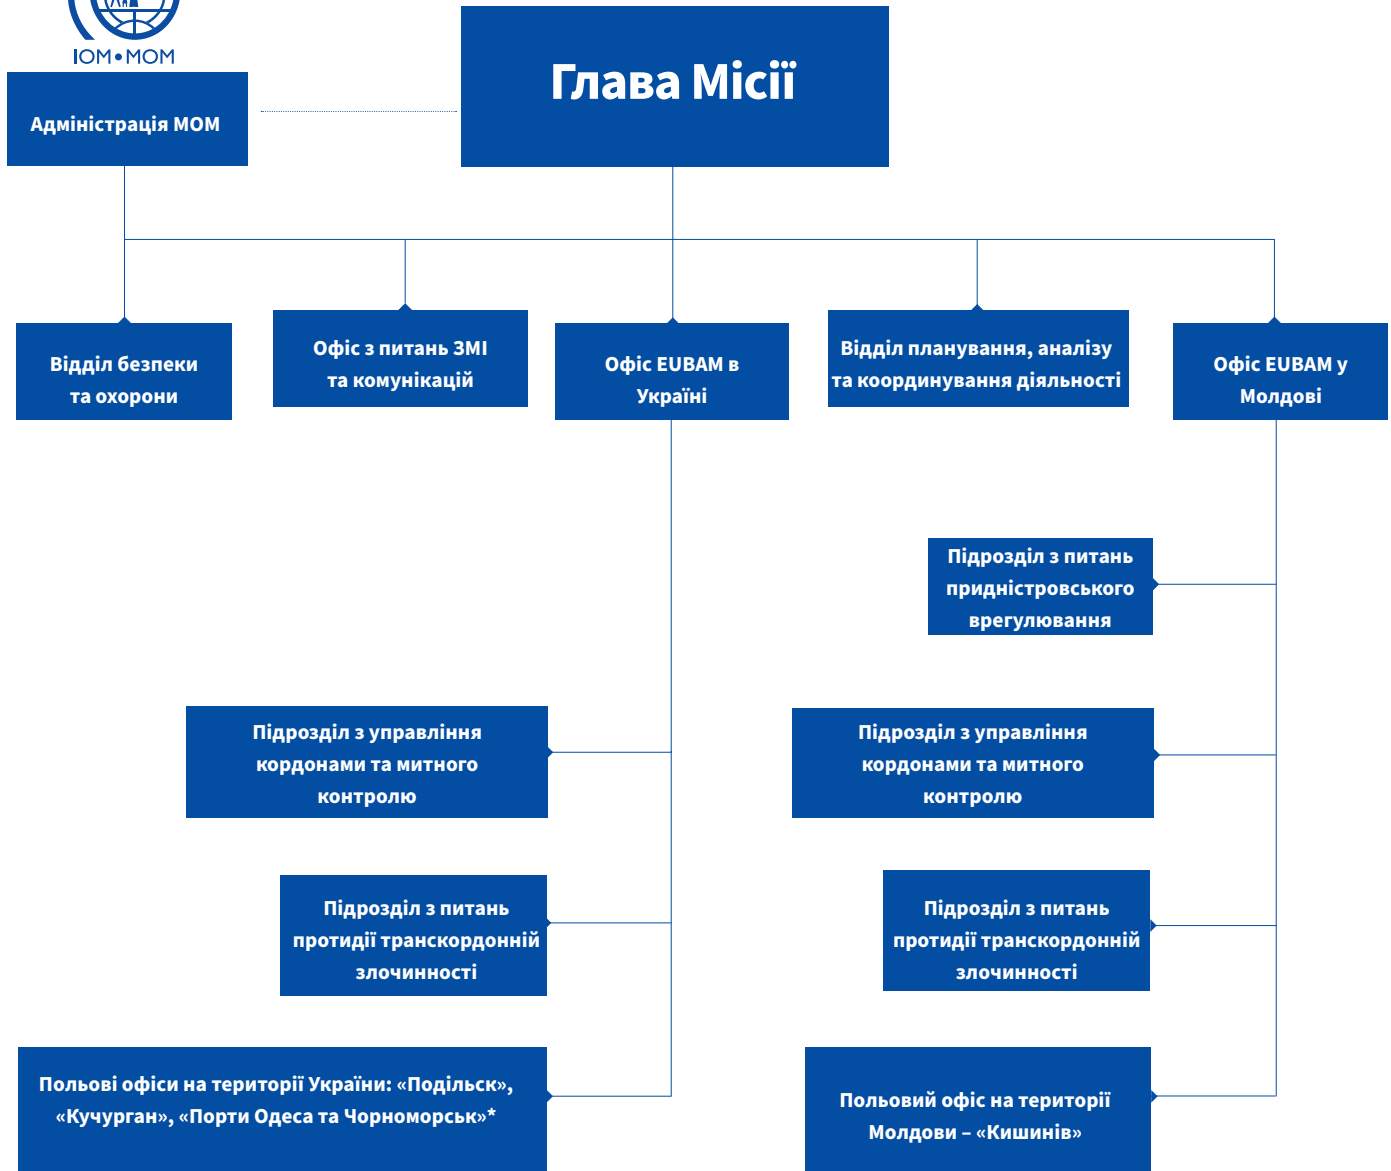 IOM•MOM
Глава Місії
Адміністрація МОМ
Відділ безпеки
та охорони
Офіс з питань ЗМІ
та комунікацій
Офіс EUBAM в
Україні
Відділ планування, аналізу
та координування діяльності
Офіс EUBAM у
Молдові
Підрозділ з питань
придністровського
врегулювання
Підрозділ з управління
кордонами та митного
контролю
Підрозділ з управління
кордонами та митного
контролю
Підрозділ з питань
протидії транскордонній
злочинності
Підрозділ з питань
протидії транскордонній
злочинності
Польові офіси на території України: «Подільск»,
«Кучурган», «Порти Одеса та Чорноморськ»*
Польовий офіс на території
Молдови – «Кишинів»